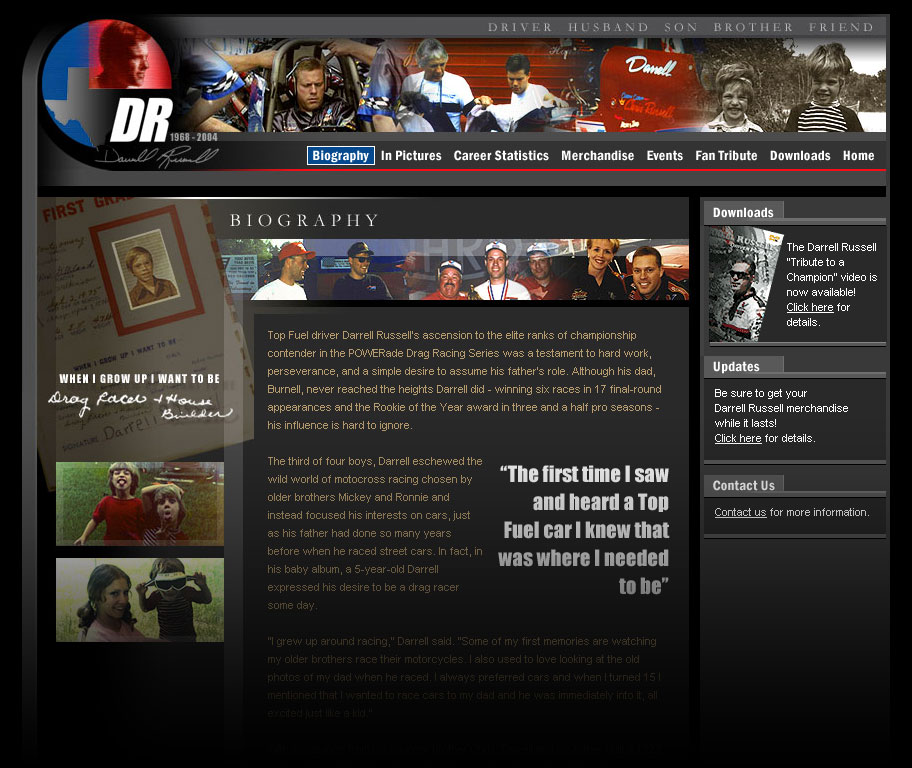 DRIVER HUSBAND SON BROTHER FRIEND
Darrell
DR
1968 - 2004
Darrell Russell
Biography In Pictures Career Statistics Merchandise Events Fan Tribute Downloads Home
FIRST GRA
BIOGRAPHY
WHEN I GROW UP I WANT TO BE-
WHEN I GROW UP I WANT TO BE
Drag Racer + House
Builder
Darrell
Top Fuel driver Darrell Russell's ascension to the elite ranks of championship
contender in the POWERade Drag Racing Series was a testament to hard work,
perseverance, and a simple desire to assume his father's role. Although his dad,
Burnell, never reached the heights Darrell did - winning six races in 17 final-round
appearances and the Rookie of the Year award in three and a half pro seasons -
his influence is hard to ignore.
The third of four boys, Darrell eschewed the
wild world of motocross racing chosen by
older brothers Mickey and Ronnie and
instead focused his interests on cars, just
as his father had done so many years
before when he raced street cars. In fact, in
his baby album, a 5-year-old Darrell
expressed his desire to be a drag racer
some day.
“The first time I saw
and heard a Top
Fuel car I knew that
was where I needed
to be”
"I grew up around racing," Darrell said. "Some of my first memories are watching
my older brothers race their motorcycles. I also used to love looking at the old
photos of my dad when he raced. I always preferred cars and when I turned 15 I
mentioned that I wanted to race cars to my dad and he was immediately into it, all
excited just like a kid."
Downloads
The Darrell Russell
"Tribute to a
Champion" video is
now available!
Click here for
details.
Updates
Be sure to get your
Darrell Russell merchandise
while it lasts!
Click here for details.
Contact Us
Contact us for more information.